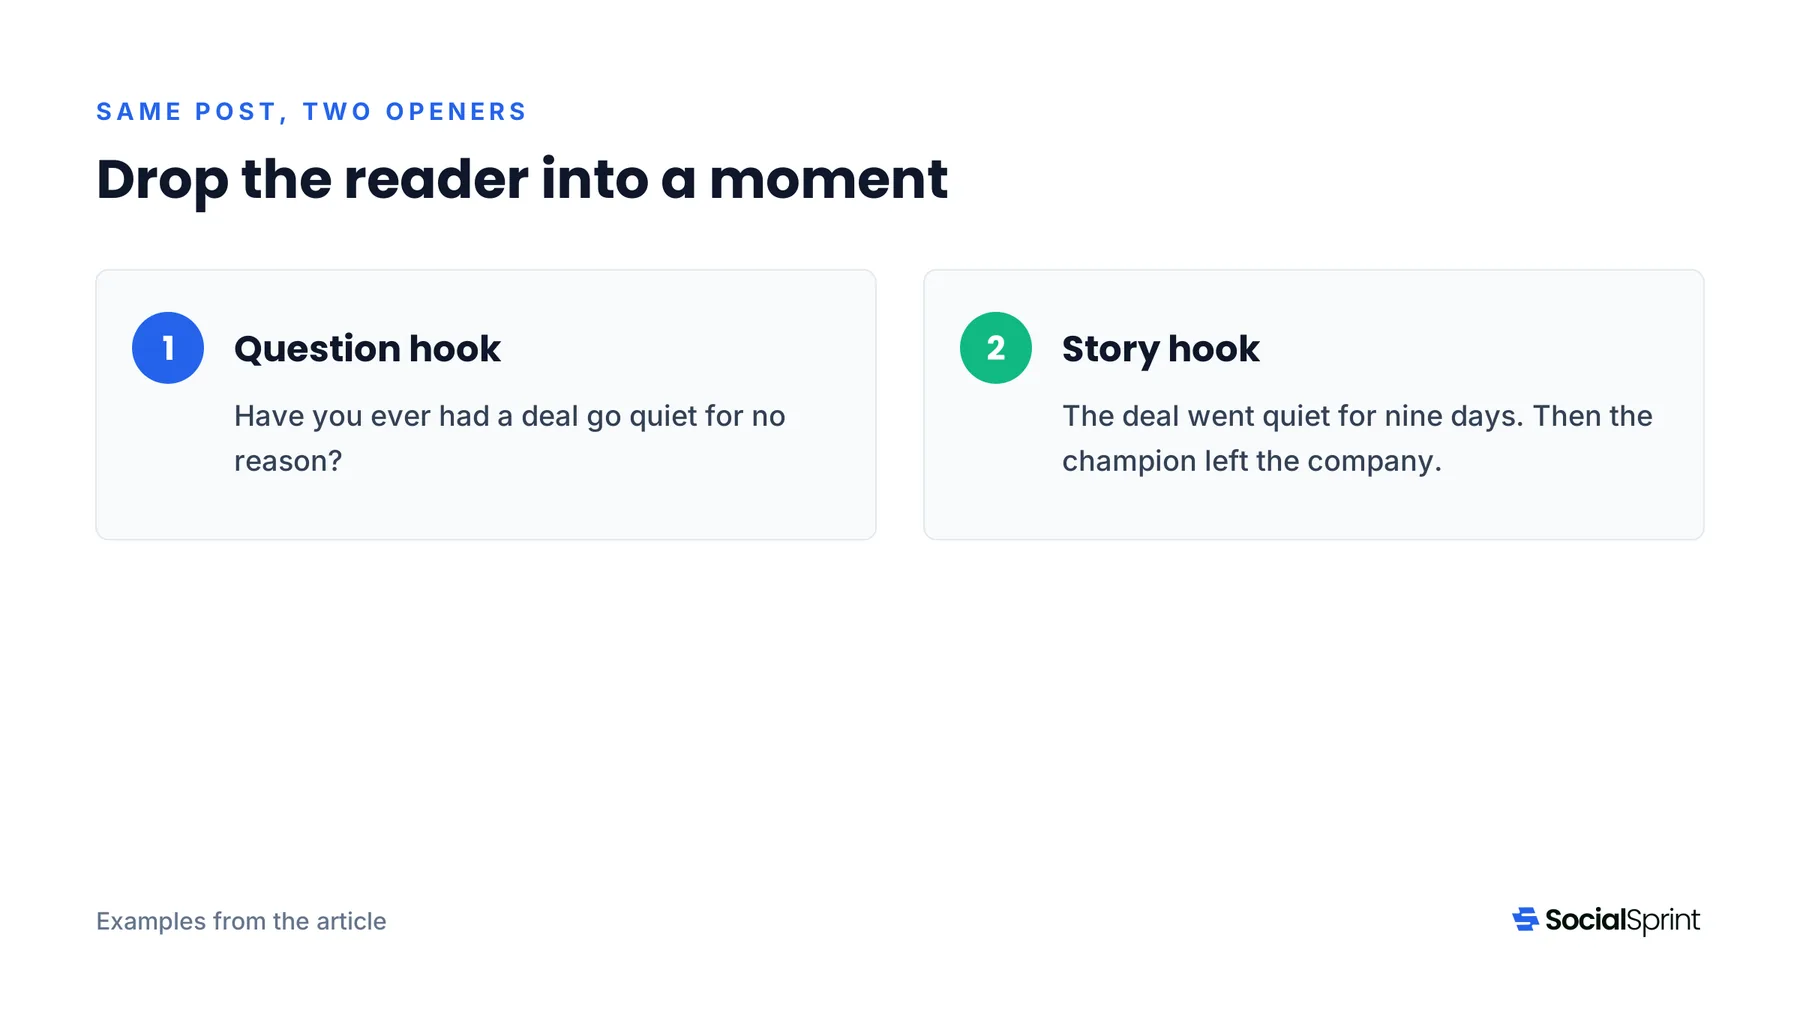 SAME POST, TWO OPENERS
Drop the reader into a moment
1
Question hook
Have you ever had a deal go quiet for no
reason?
2
Story hook
The deal went quiet for nine days. Then the
champion left the company.
Examples from the article
SocialSprint